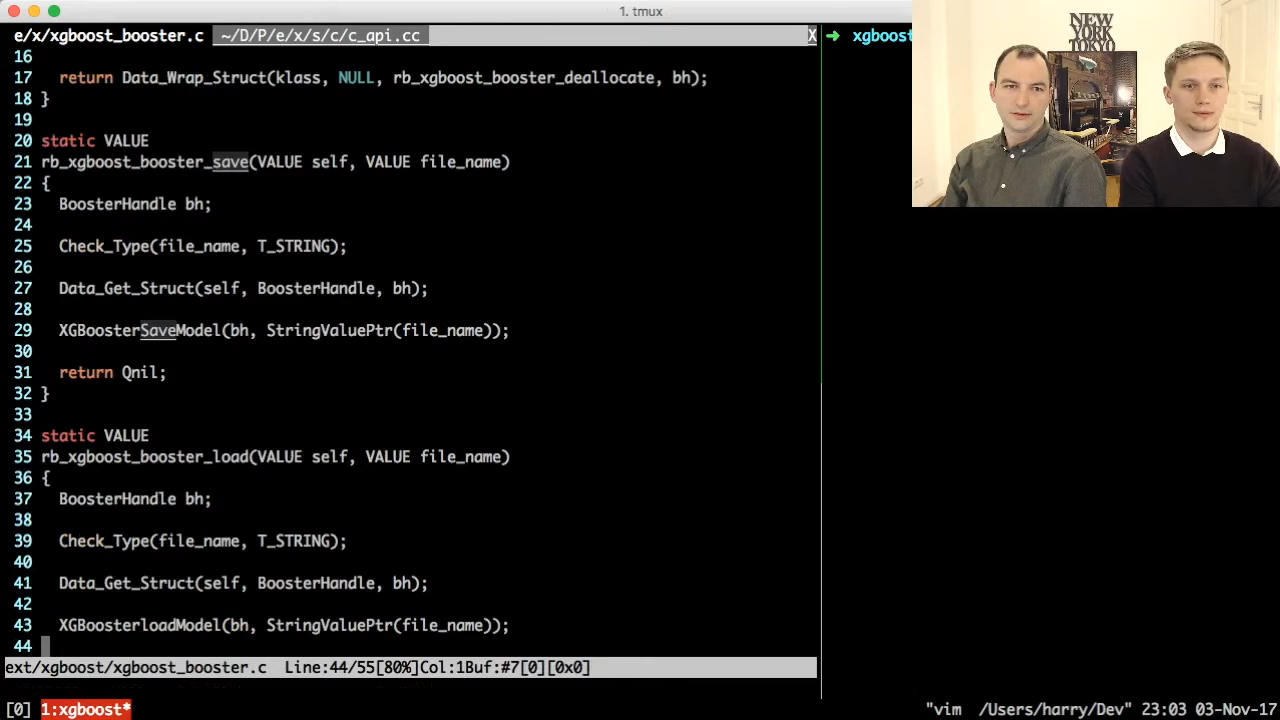 1. tmux
e/x/xgboost_booster.c ~/D/P/e/x/s/c/c_api.cc X
16
17 return Data_Wrap_Struct(klass, NULL, rb_xgboost_booster_deallocate, bh);
18 }
19
20 static VALUE
21 rb_xgboost_booster_save(VALUE self, VALUE file_name)
22 {
23 BoosterHandle bh;
24
25 Check_Type(file_name, T_STRING);
26
27 Data_Get_Struct(self, BoosterHandle, bh);
28
29 XGBoosterSaveModel(bh, StringValuePtr(file_name));
30
31 return Qnil;
32 }
33
34 static VALUE
35 rb_xgboost_booster_load(VALUE self, VALUE file_name)
36 {
37 BoosterHandle bh;
38
39 Check_Type(file_name, T_STRING);
40
41 Data_Get_Struct(self, BoosterHandle, bh);
42
43 XGBoosterloadModel(bh, StringValuePtr(file_name));
44
ext/xgboost/xgboost_booster.c Line:44/55[80%]Col:1Buf:#7[0][0x0]
[0] 1:xgboost* "vim /Users/harry/Dev" 23:03 03-Nov-17
➜ xgboost
NEW
YORK
TOKYO